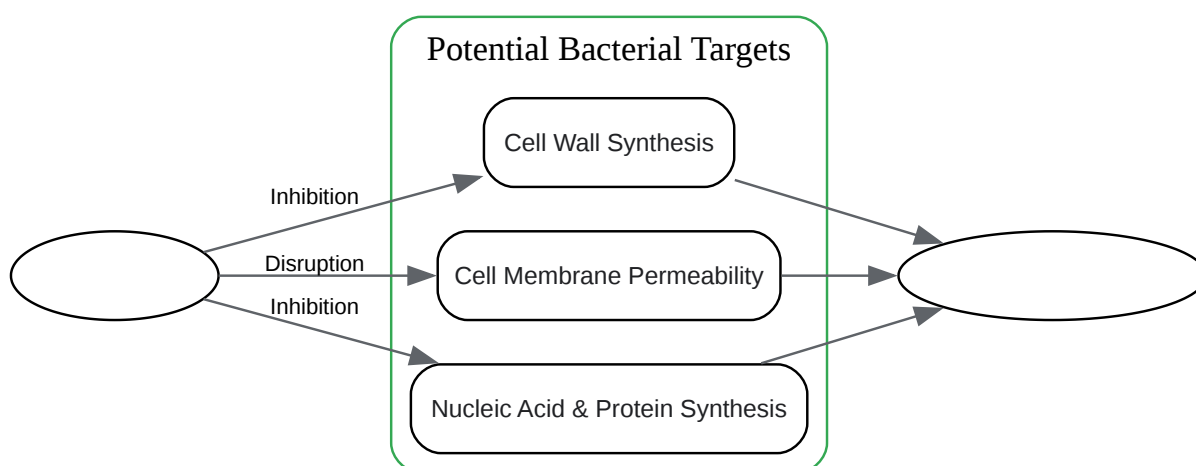 Potential Bacterial Targets
Cell Wall Synthesis
Inhibition
Disruption
Cell Membrane Permeability
Inhibition
Nucleic Acid & Protein Synthesis